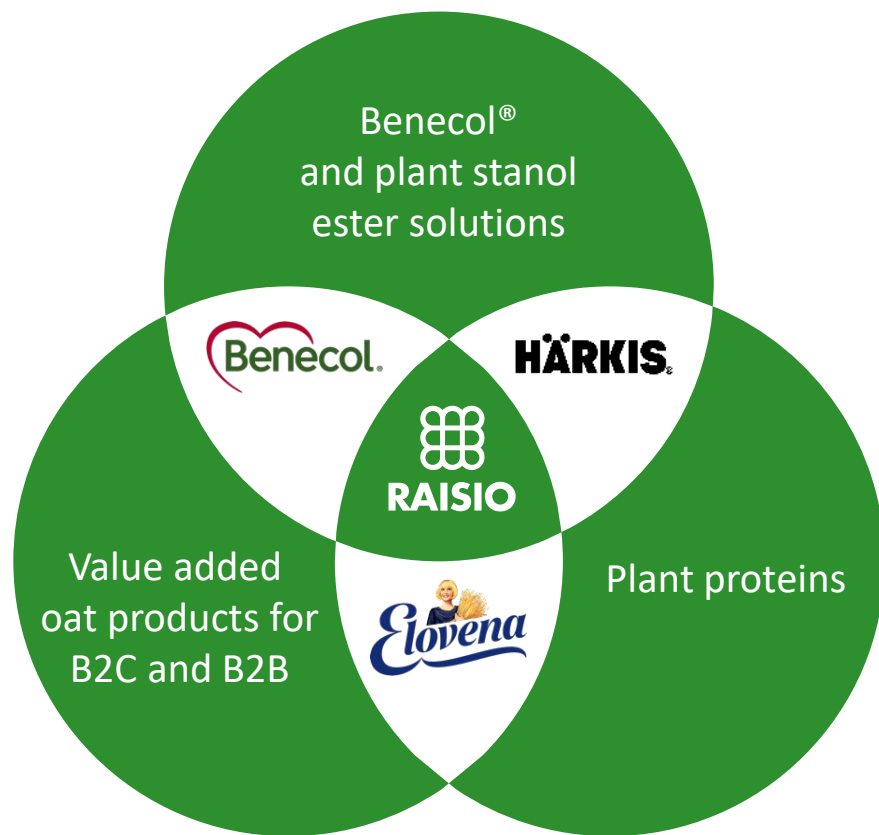 Benecol®
and plant stanol
ester solutions
Benecol®
HÄRKIS®
RAISIO
Value added
oat products for
B2C and B2B
Plant proteins
Elovena